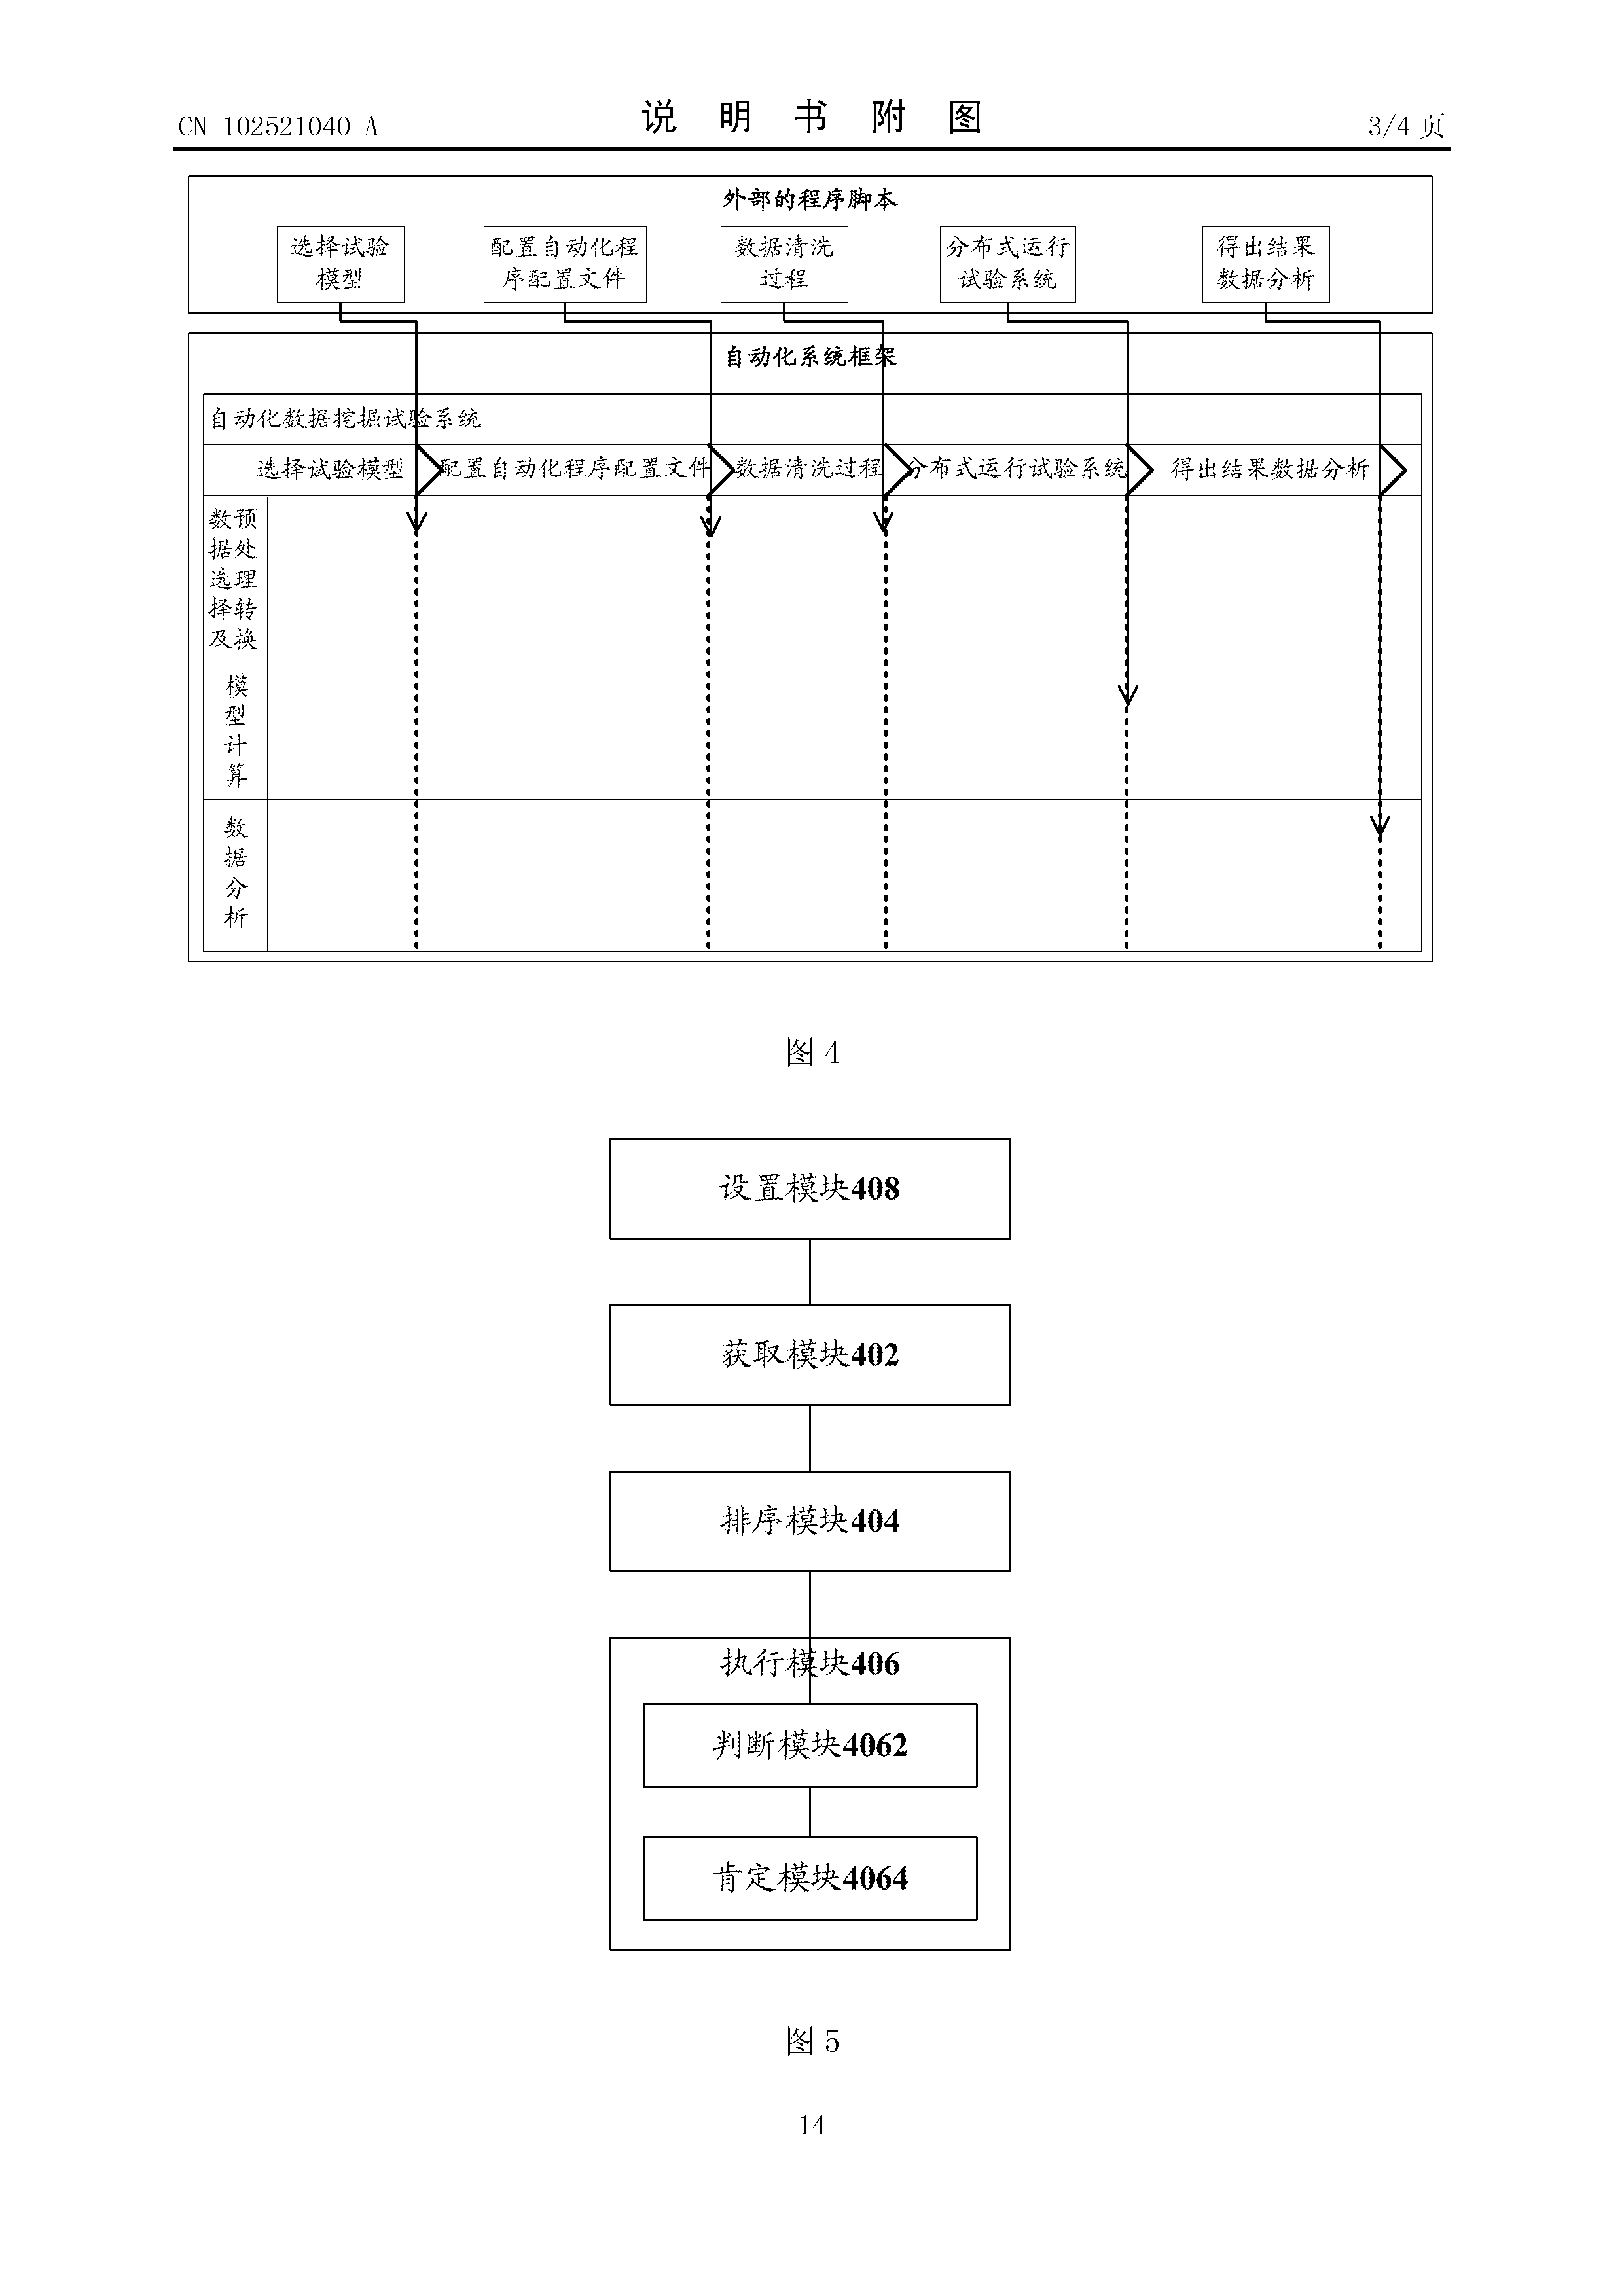 CN 102521040 A
说 明 书 附 图
3/4 页
外部的程序脚本
选择试验
模型
配置自动化程
序配置文件
数据清洗
过程
分布式运行
试验系统
得出结果
数据分析
自动化系统框架
自动化数据挖掘试验系统
选择试验模型
配置自动化程序配置文件
数据清洗过程
分布式运行试验系统
得出结果数据分析
数预
据处
选理
择转
及换
模
型
计
算
数
据
分
析
图 4
设置模块408
获取模块402
排序模块404
执行模块406
判断模块4062
肯定模块4064
图 5
14